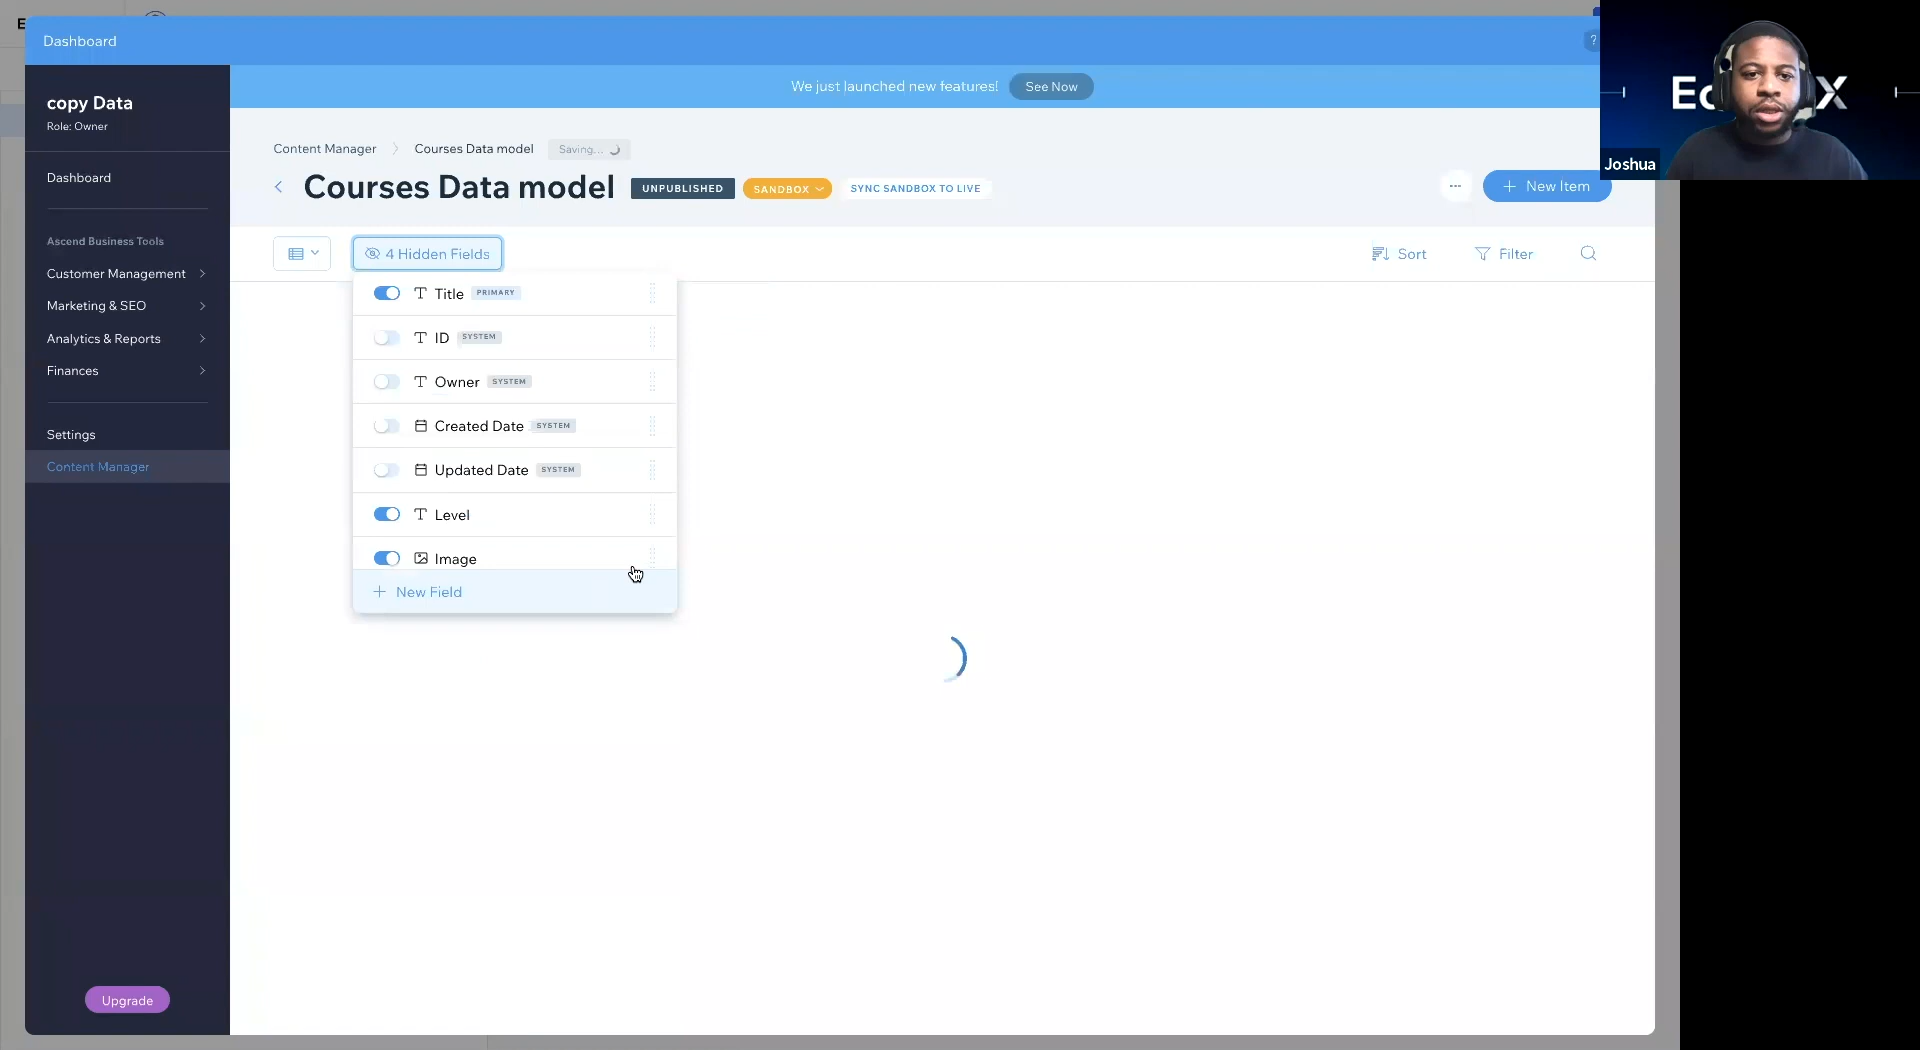 E
Dashboard
?
copy Data
Role: Owner
Dashboard
Ascend Business Tools
Customer Management
Marketing & SEO
Analytics & Reports
Finances
Settings
Content Manager
Upgrade
We just launched new features! See Now
Content Manager Courses Data model Saving...
Courses Data model UNPUBLISHED SANDBOX SYNC SANDBOX TO LIVE
... + New Item
4 Hidden Fields Sort Filter
Title PRIMARY
ID SYSTEM
Owner SYSTEM
Created Date SYSTEM
Updated Date SYSTEM
Level
Image
+ New Field
Joshua